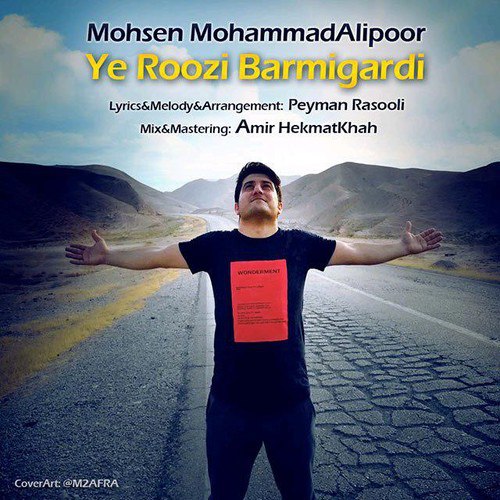 Mohsen MohammadAlipoor
Ye Roozi Barmigardi
Lyrics&Melody&Arrangement: Peyman Rasooli
Mix&Mastering: Amir HekmatKhah
WONDERMENT
CoverArt: @M2AFRA